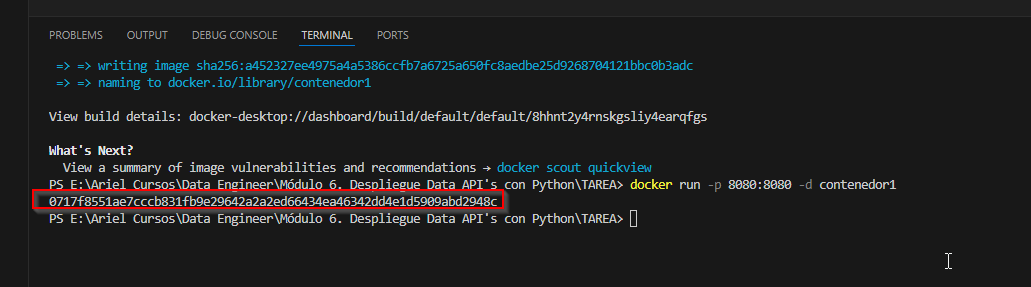 PROBLEMS OUTPUT DEBUG CONSOLE TERMINAL PORTS
=> => writing image sha256:a452327ee4975a4a5386ccfb7a6725a650fc8aedbe25d9268704121bbc0b3adc
=> => naming to docker.io/library/contenedor1
View build details: docker-desktop://dashboard/build/default/default/8hhnt2y4rnskgsliy4earqfgs
What's Next?
View a summary of image vulnerabilities and recommendations → docker scout quickview
PS E:\Ariel Cursos\Data Engineer\Módulo 6. Despliegue Data API's con Python\TAREA> docker run -p 8080:8080 -d contenedor1
0717f8551ae7cccb831fb9e29642a2a2ed66434ea46342dd4e1d5909abd2948c
PS E:\Ariel Cursos\Data Engineer\Módulo 6. Despliegue Data API's con Python\TAREA>